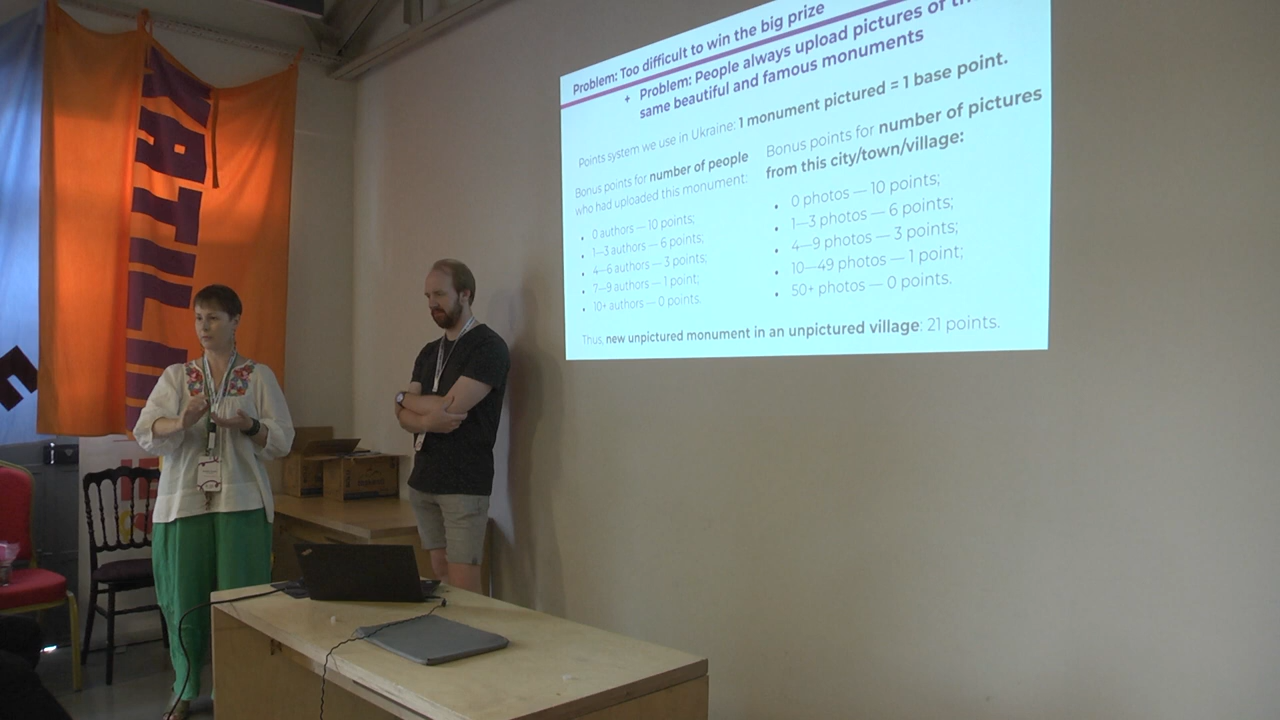 Problem: Too difficult to win the big prize
+ Problem: People always upload pictures of
same beautiful and famous monuments
Points system we use in Ukraine: 1 monument pictured = 1 base point.
Bonus points for number of people
who had uploaded this monument:
• 0 authors — 10 points;
• 1—3 authors — 6 points;
• 4—6 authors — 3 points;
• 7—9 authors — 1 point;
• 10+ authors — 0 points.
Bonus points for number of pictures
from this city/town/village:
• 0 photos — 10 points;
• 1—3 photos — 6 points;
• 4—9 photos — 3 points;
• 10—49 photos — 1 point;
• 50+ photos — 0 points.
Thus, new unpictured monument in an unpictured village: 21 points.